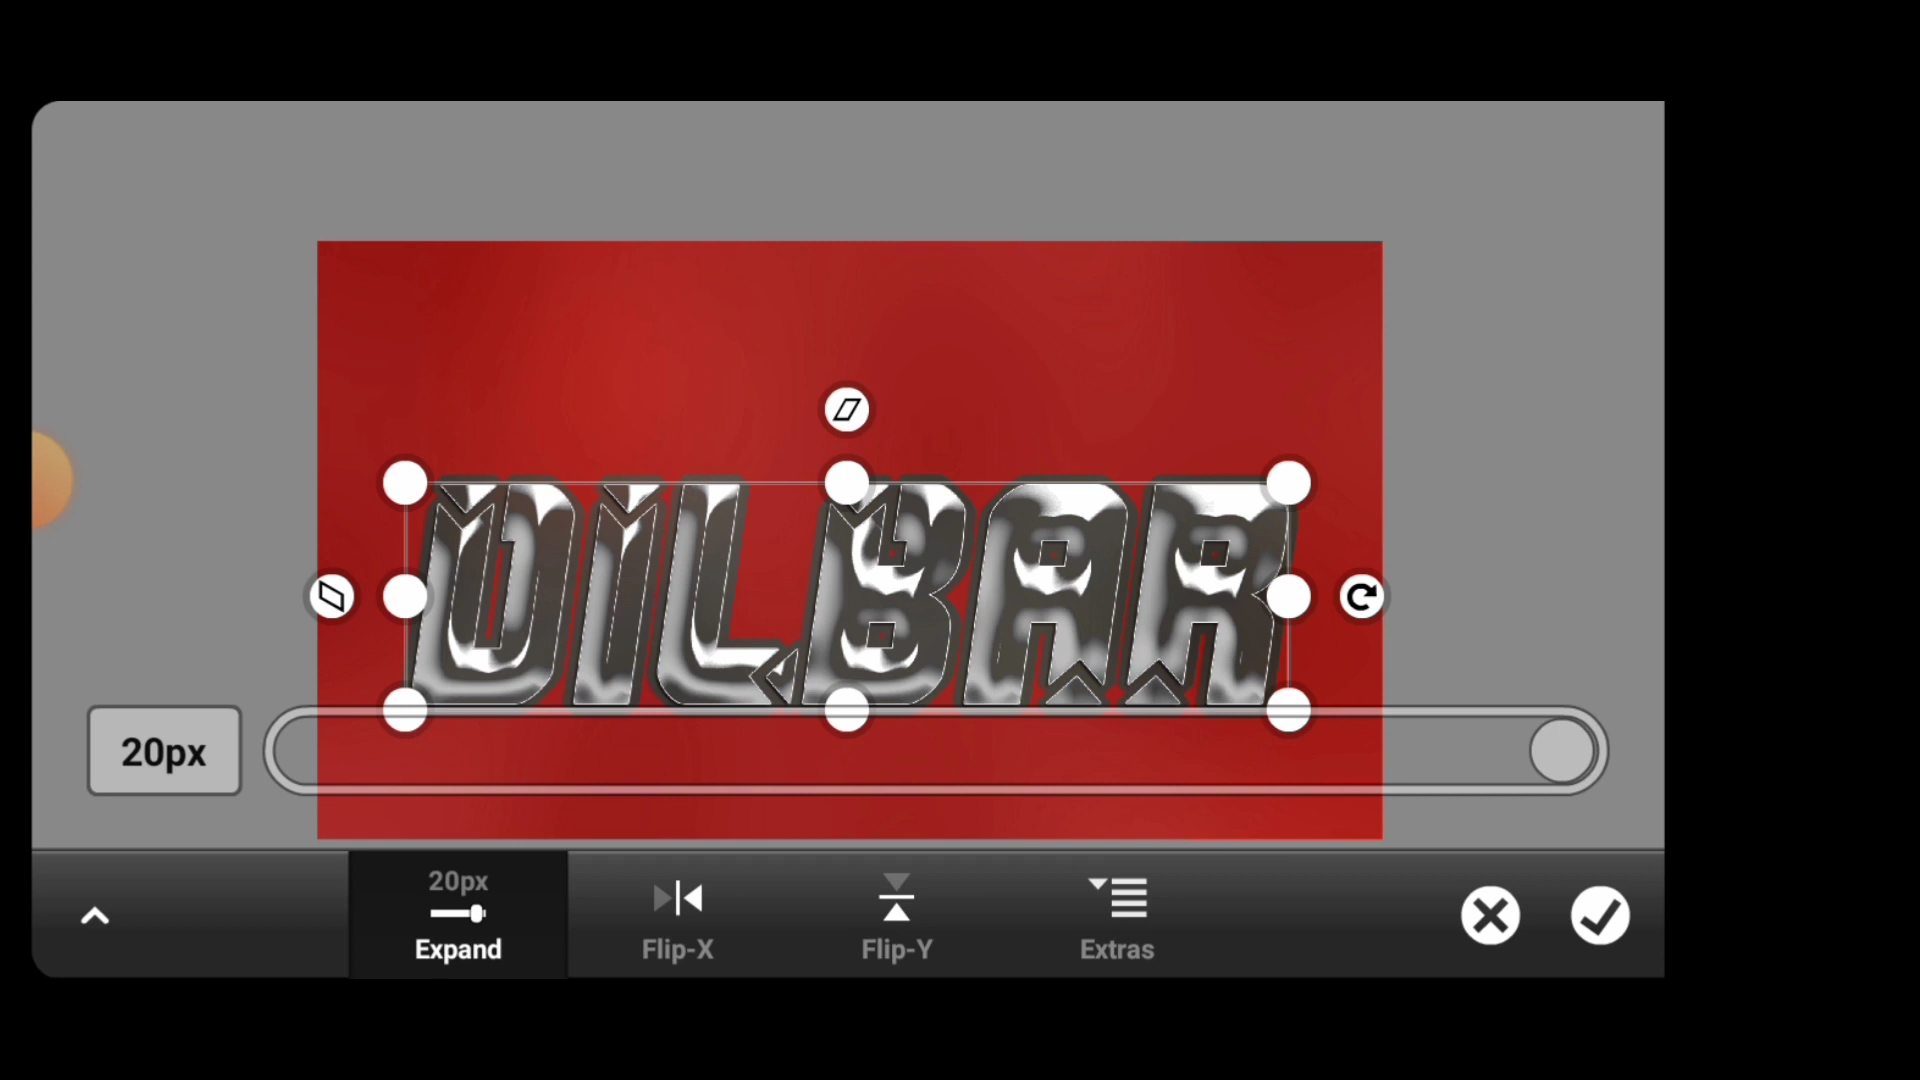 DILBAR
20px
20px
Expand
Flip-X
Flip-Y
Extras